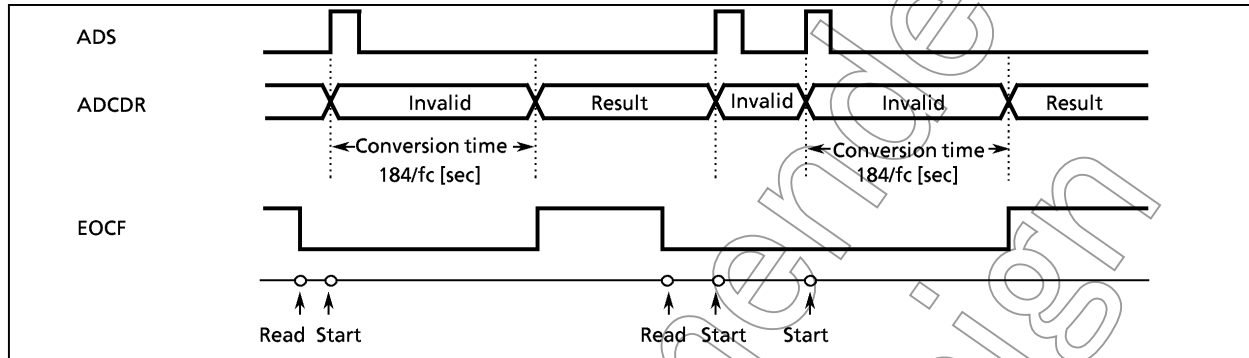 ADS
ADCDR Invalid Result Invalid Invalid Result
Conversion time Conversion time
184/fc [sec] 184/fc [sec]
EOCF
Read Start Read Start Start